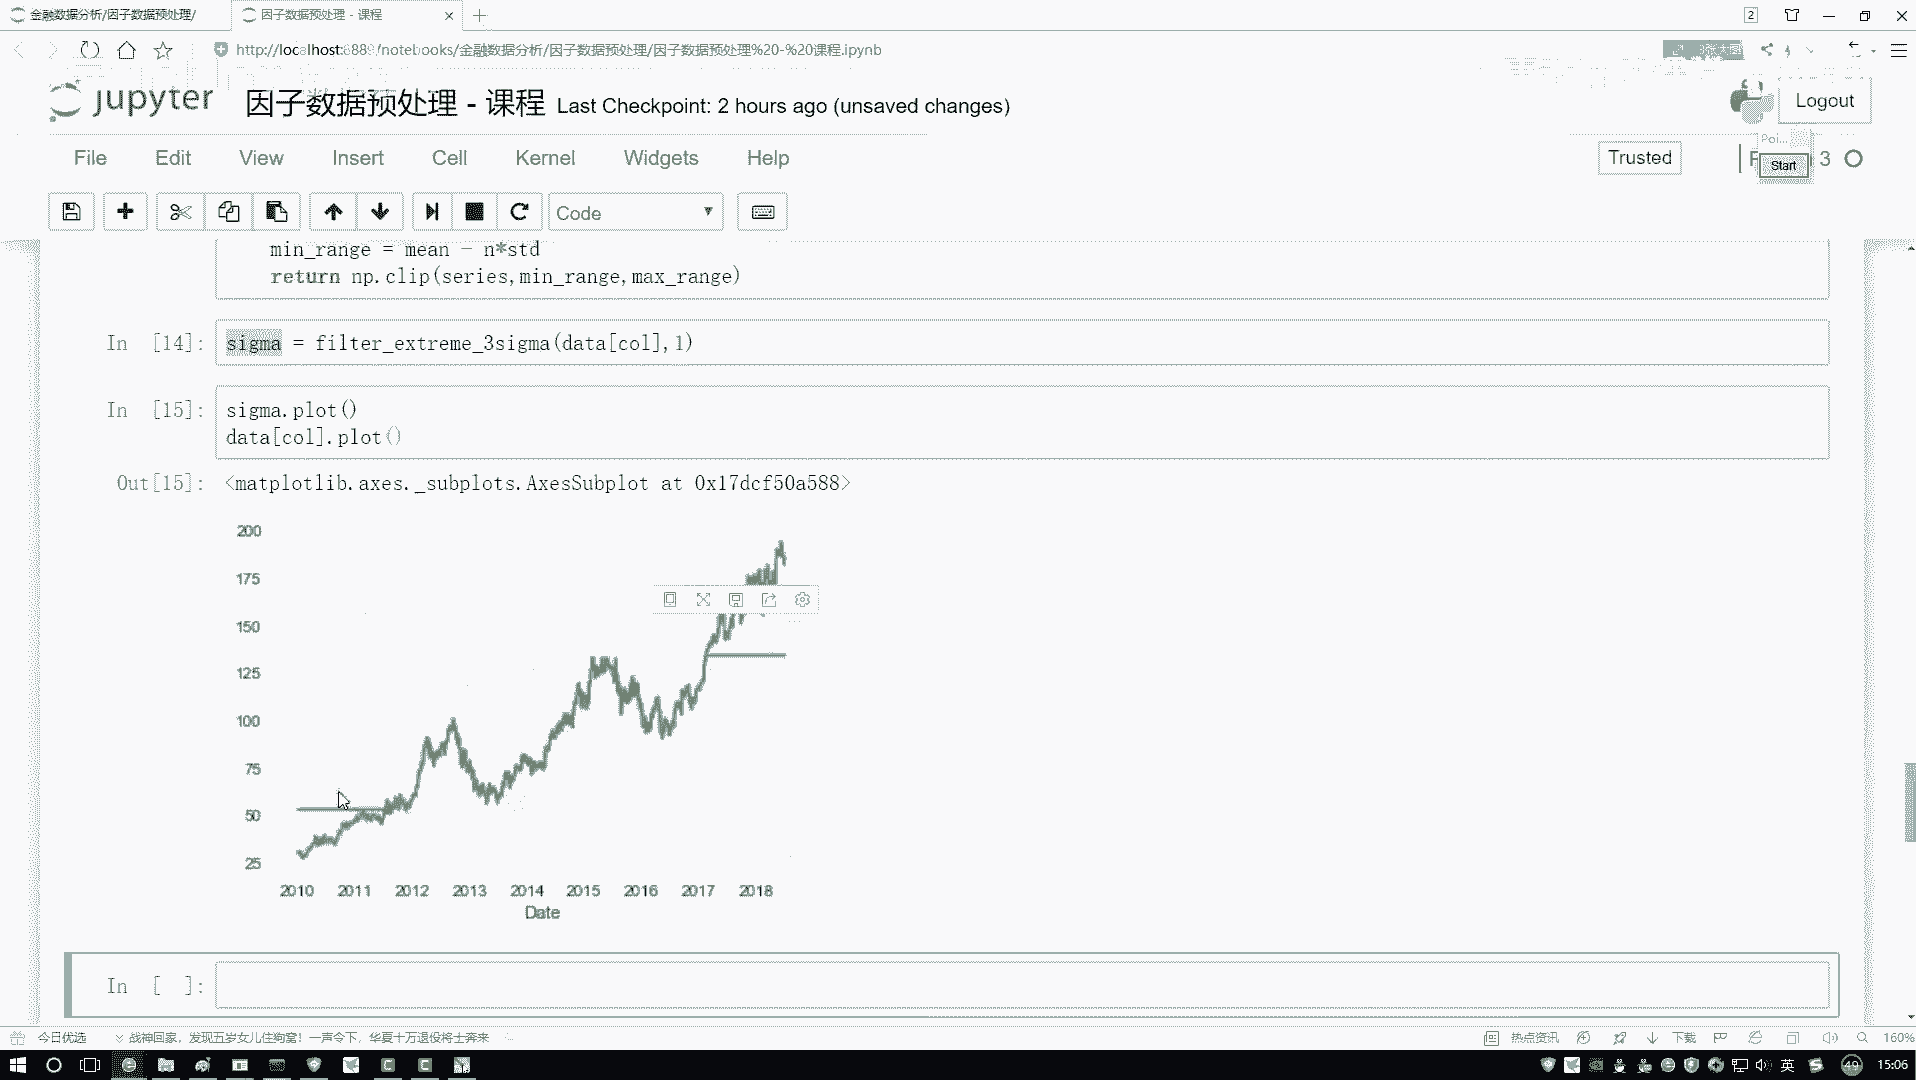 金融数据分析/因子数据预处理/
因子数据预处理 - 课程
2
http://localhost:8889/notebooks/金融数据分析/因子数据预处理/因子数据预处理%20-%20课程.ipynb
jupyter 因子数据预处理 - 课程 Last Checkpoint: 2 hours ago (unsaved changes)
Logout
File Edit View Insert Cell Kernel Widgets Help
Trusted
3
Start
Code
min_range = mean - n*std
return np.clip(series,min_range,max_range)
In [14]: sigma = filter_extreme_3sigma(data[col],1)
In [15]: sigma.plot()
data[col].plot()
Out[15]: <matplotlib.axes._subplots.AxesSubplot at 0x17dcf50a588>
200
175
150
125
100
75
50
25
2010 2011 2012 2013 2014 2015 2016 2017 2018
Date
In [ ]:
今日优选 战神回家，发现五岁女儿住狗窝！一声令下，华夏十万退役将士奔来 热点资讯 下载 160%
英 49 15:06